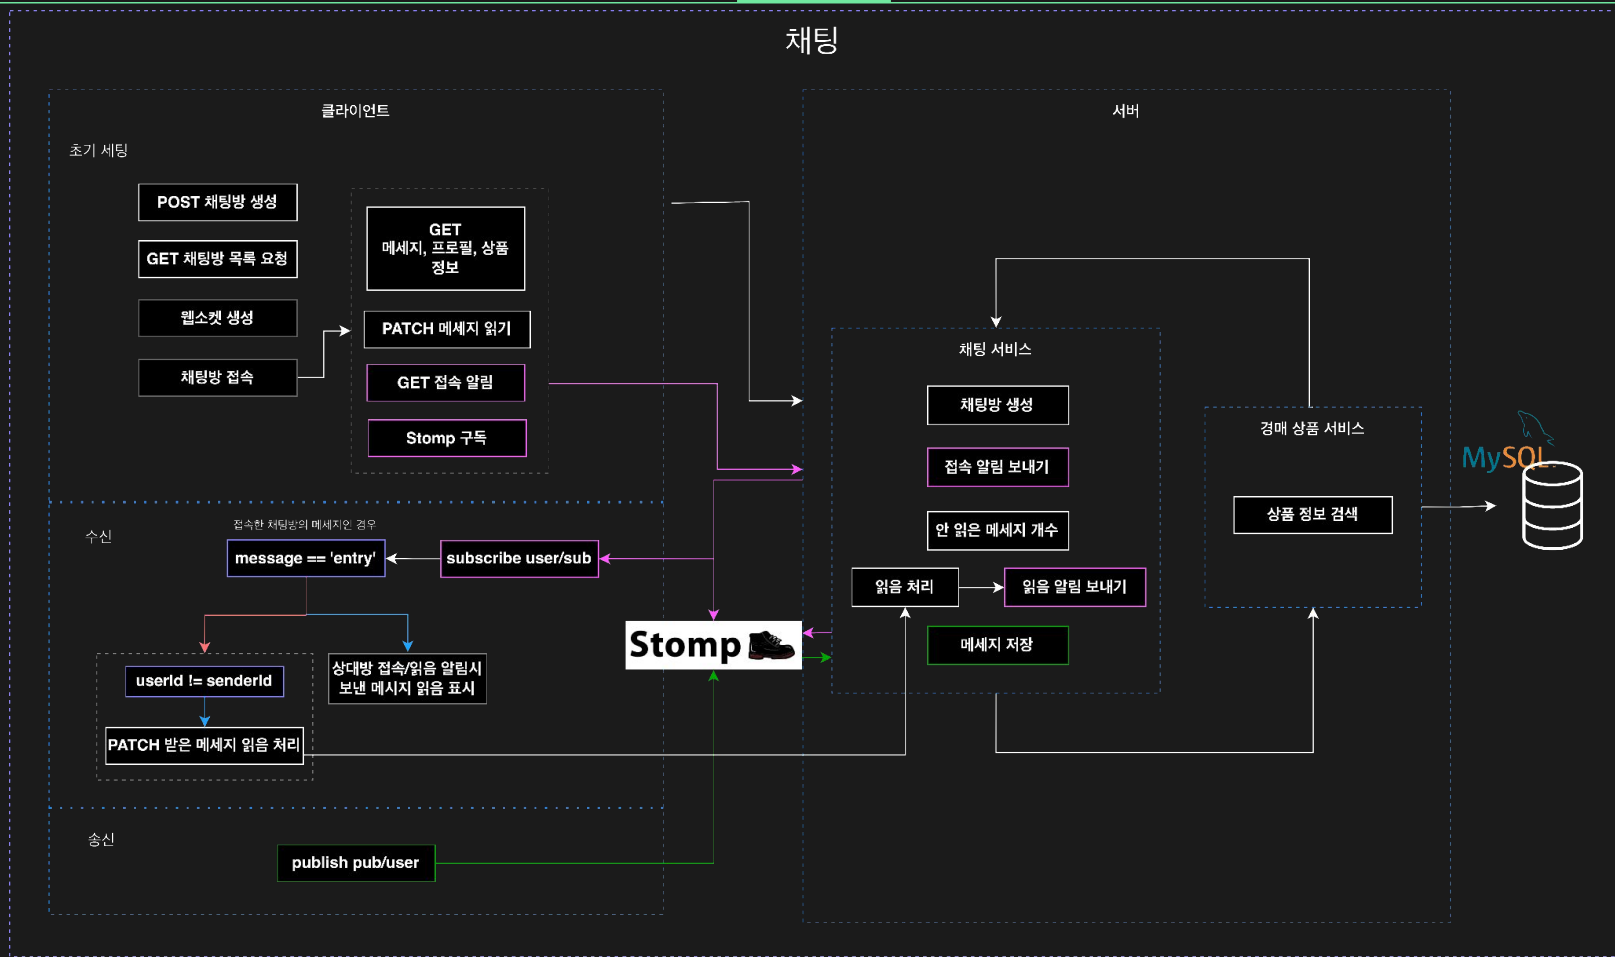 채팅
클라이언트
초기 세팅
POST 채팅방 생성
GET 채팅방 목록 요청
웹소켓 생성
채팅방 접속
GET
메세지, 프로필, 상품
정보
PATCH 메세지 읽기
GET 접속 알림
Stomp 구독
수신
접속한 채팅방의 메세지인 경우
message == 'entry'
subscribe user/sub
userId != senderId
PATCH 받은 메세지 읽음 처리
상대방 접속/읽음 알림시
보낸 메시지 읽음 표시
송신
publish pub/user
Stomp
서버
채팅 서비스
채팅방 생성
접속 알림 보내기
안 읽은 메세지 개수
읽음 처리
읽음 알림 보내기
메세지 저장
경매 상품 서비스
상품 정보 검색
MySQL